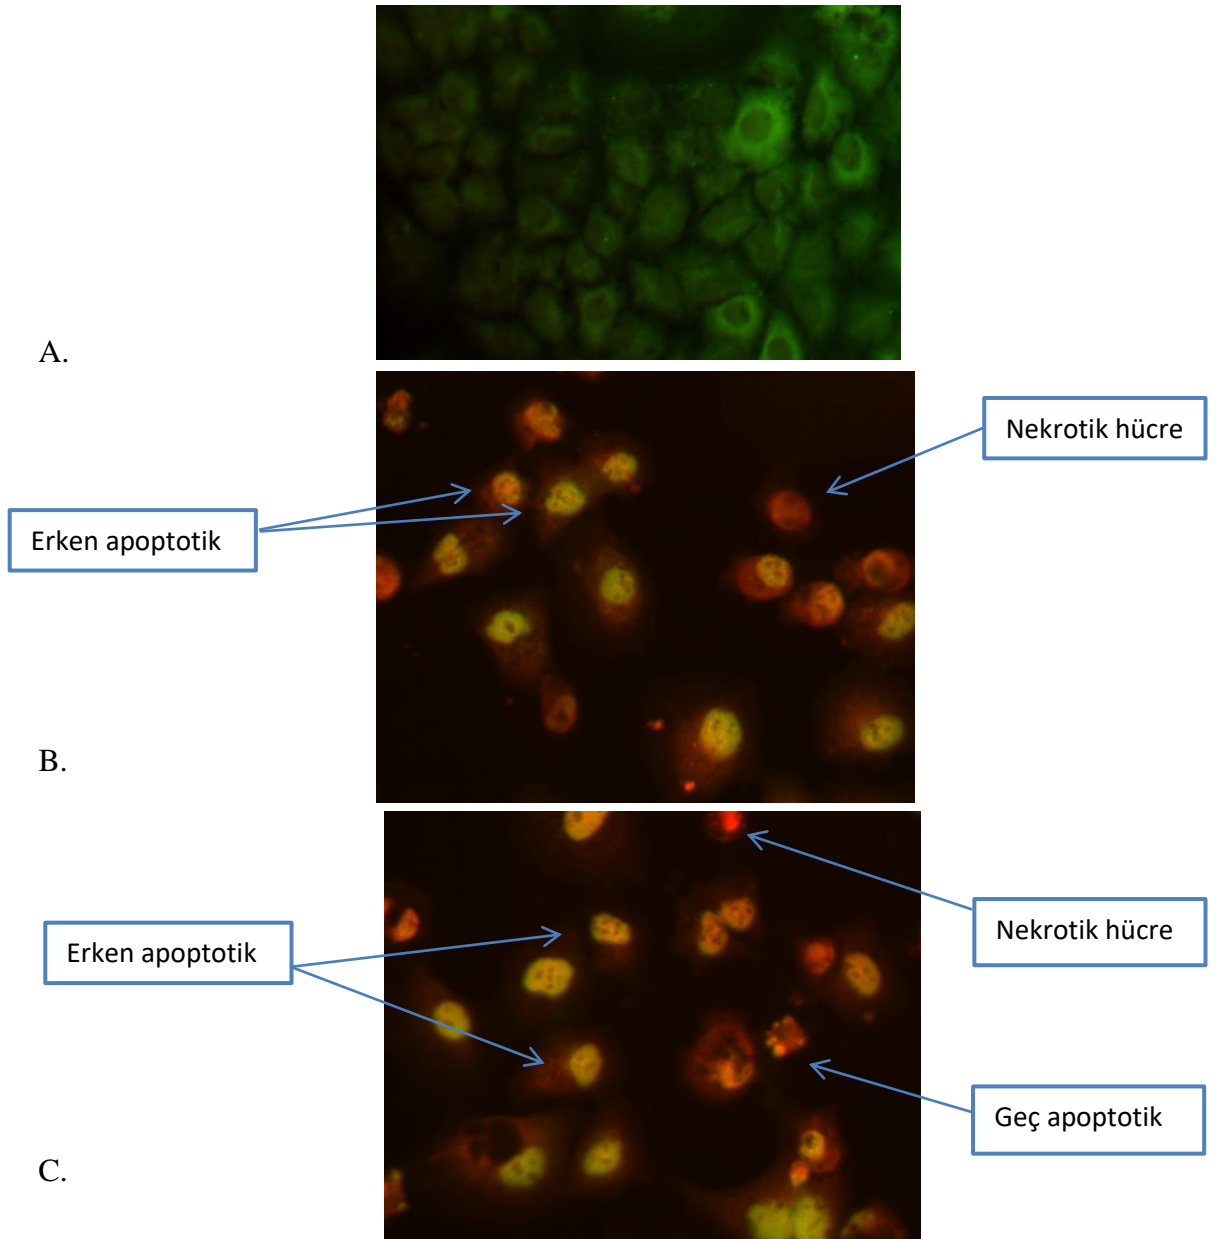 A.
Nekrotik hücre
Erken apoptotik
B.
Erken apoptotik
Nekrotik hücre
Geç apoptotik
C.